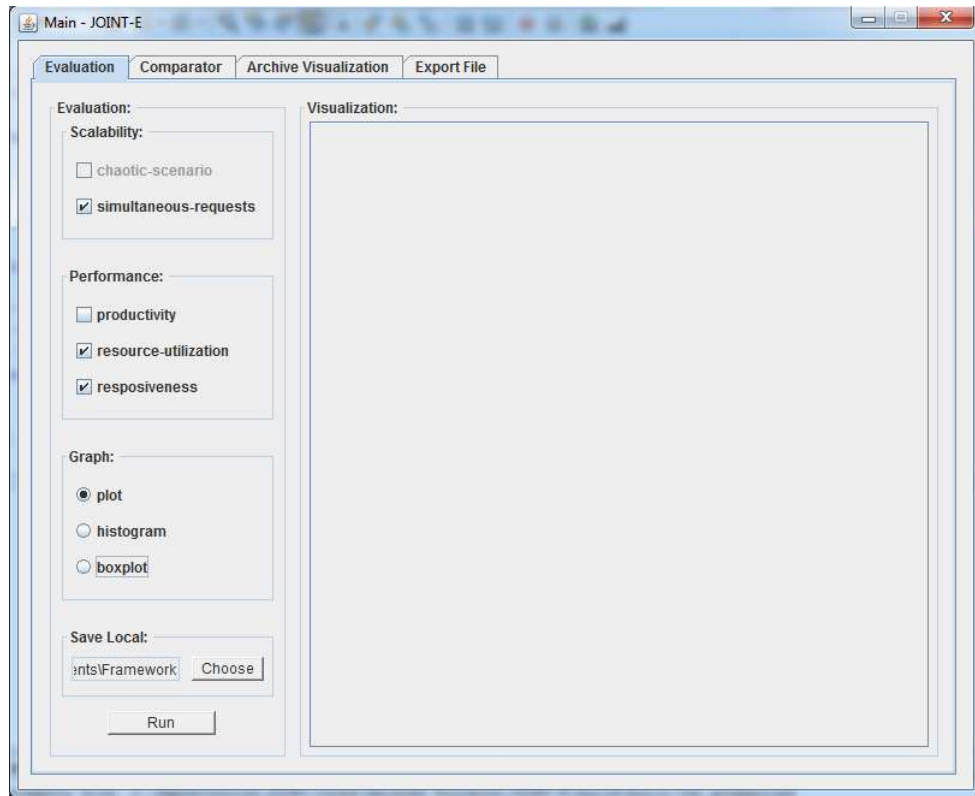 Main - JOINT-E
Evaluation Comparator Archive Visualization Export File
Evaluation:
Scalability:
chaotic-scenario
simultaneous-requests
Performance:
productivity
resource-utilization
resposiveness
Graph:
plot
histogram
boxplot
Save Local:
ents\Framework Choose
Run
Visualization: